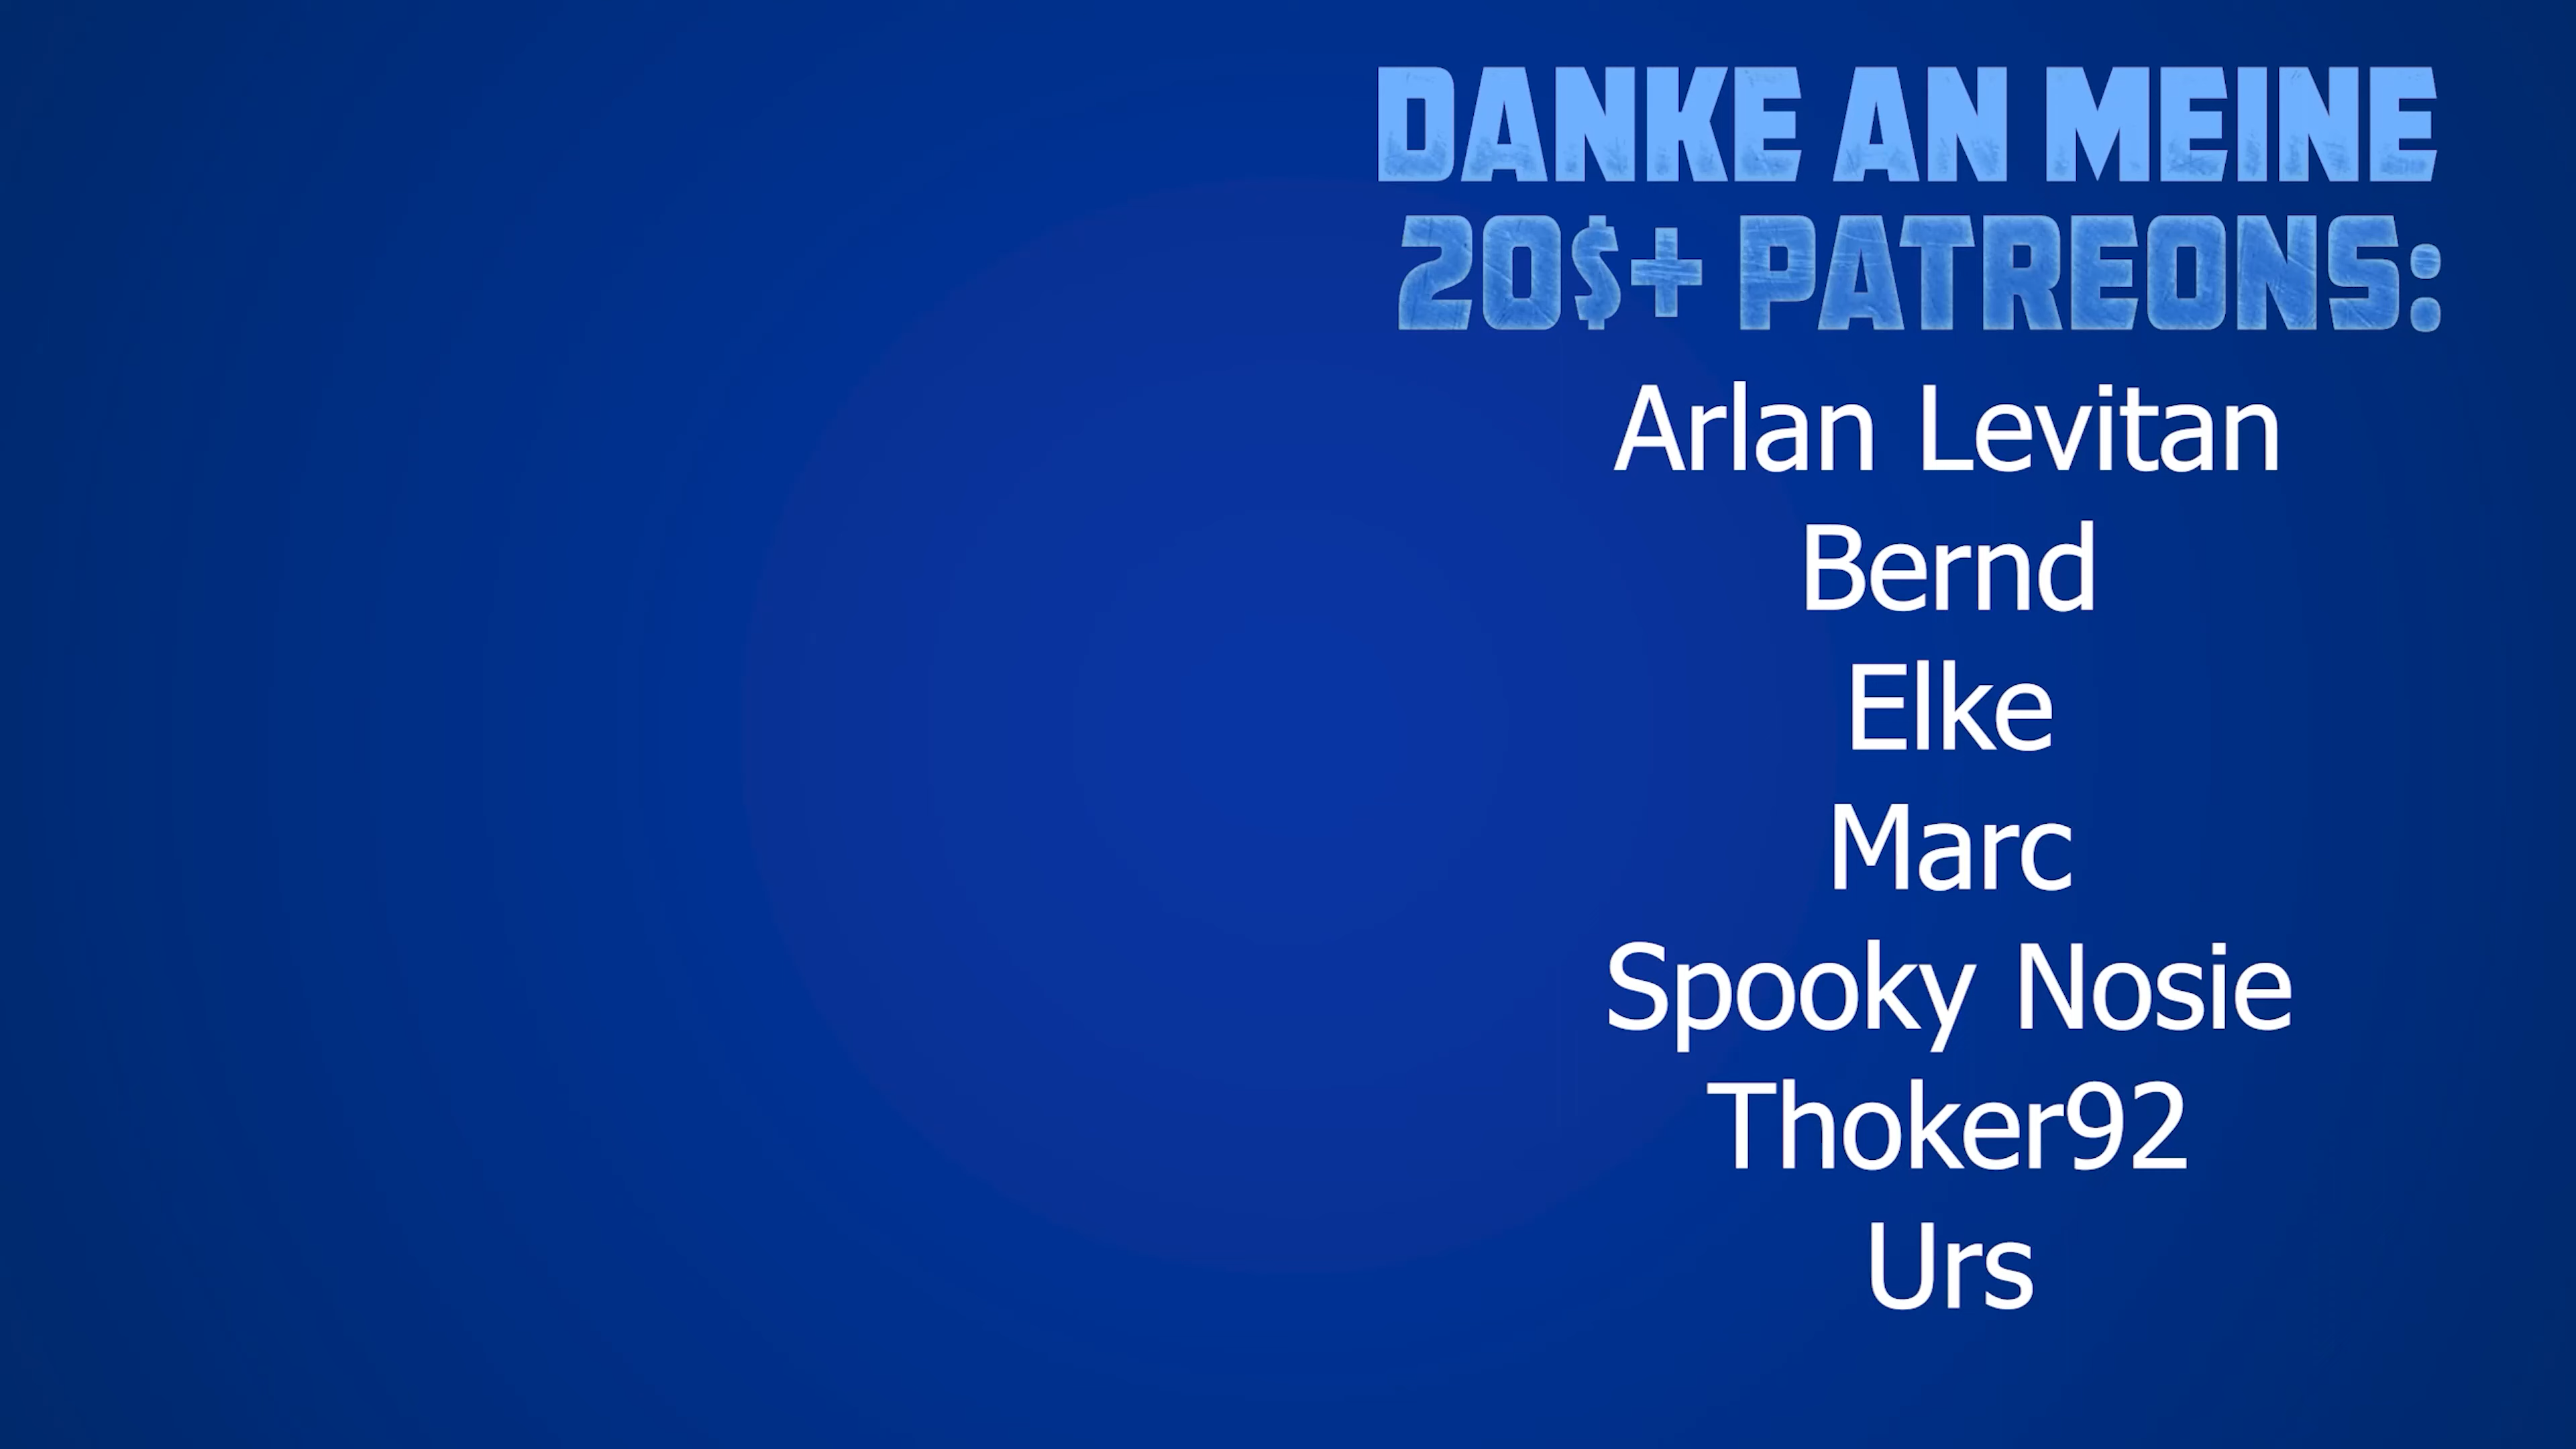 DANKE AN MEINE
20$+ PATREONS:
Arlan Levitan
Bernd
Elke
Marc
Spooky Nosie
Thoker92
Urs